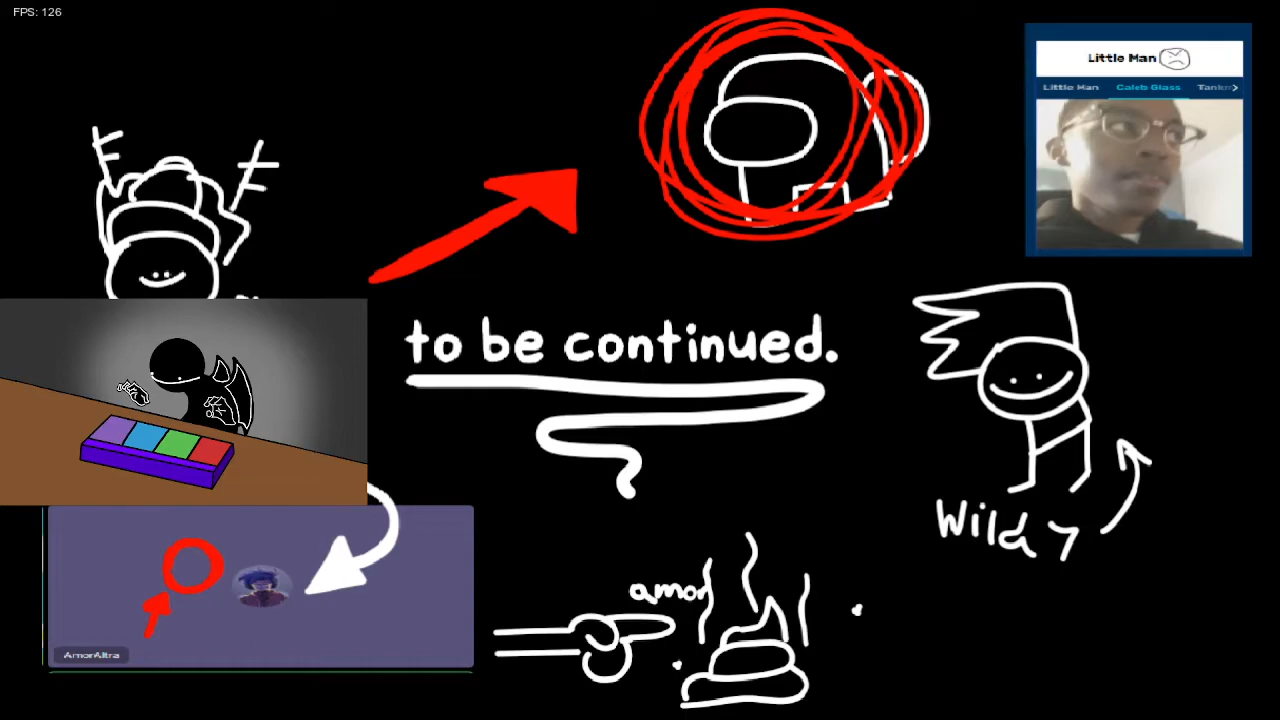 FPS: 126
Little Man
Little Man Caleb Glass
to be continued.
Wild y
amor
AmorAltra